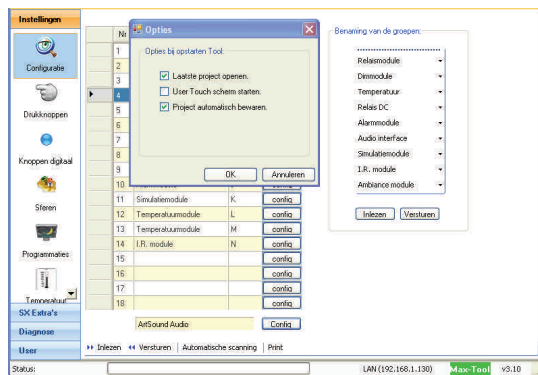 Instellingen
Configuratie
Drukknoppen
Knoppen digitaal
Sferen
Programmaties
Temperatuur
SX Extra's
Diagnose
User
Nr
1
2
3
4
5
6
7
8
9
10
11 Simulatiemodule K config
12 Temperatuurmodule L config
13 Temperatuurmodule M config
14 I.R. module N config
15 config
16 config
17 config
18 config
ArtSound Audio Config
Opties
Opties bij opstarten Tool:
Laatste project openen.
User Touch scherm starten.
Project automatisch bewaren.
OK Annuleren
Benaming van de groepen:
Relaismodule
Dimmodule
Temperatuur
Relais DC
Alarmmodule
Audio interface
Simulatiemodule
I.R. module
Ambiance module
Inlezen Versturen
Inlezen Versturen Automatische scanning Print
Status: LAN (192.168.1.130) Max-Tool v3.10